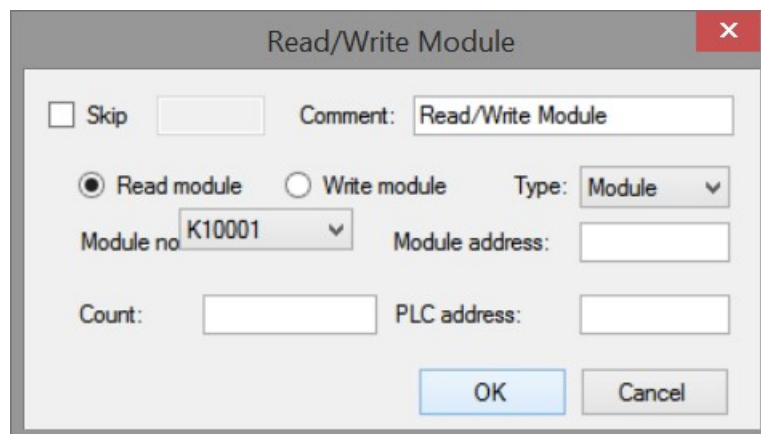 Read/Write Module
Skip Comment: Read/Write Module
Read module Write module Type: Module
Module no K10001 Module address:
Count: PLC address:
OK Cancel